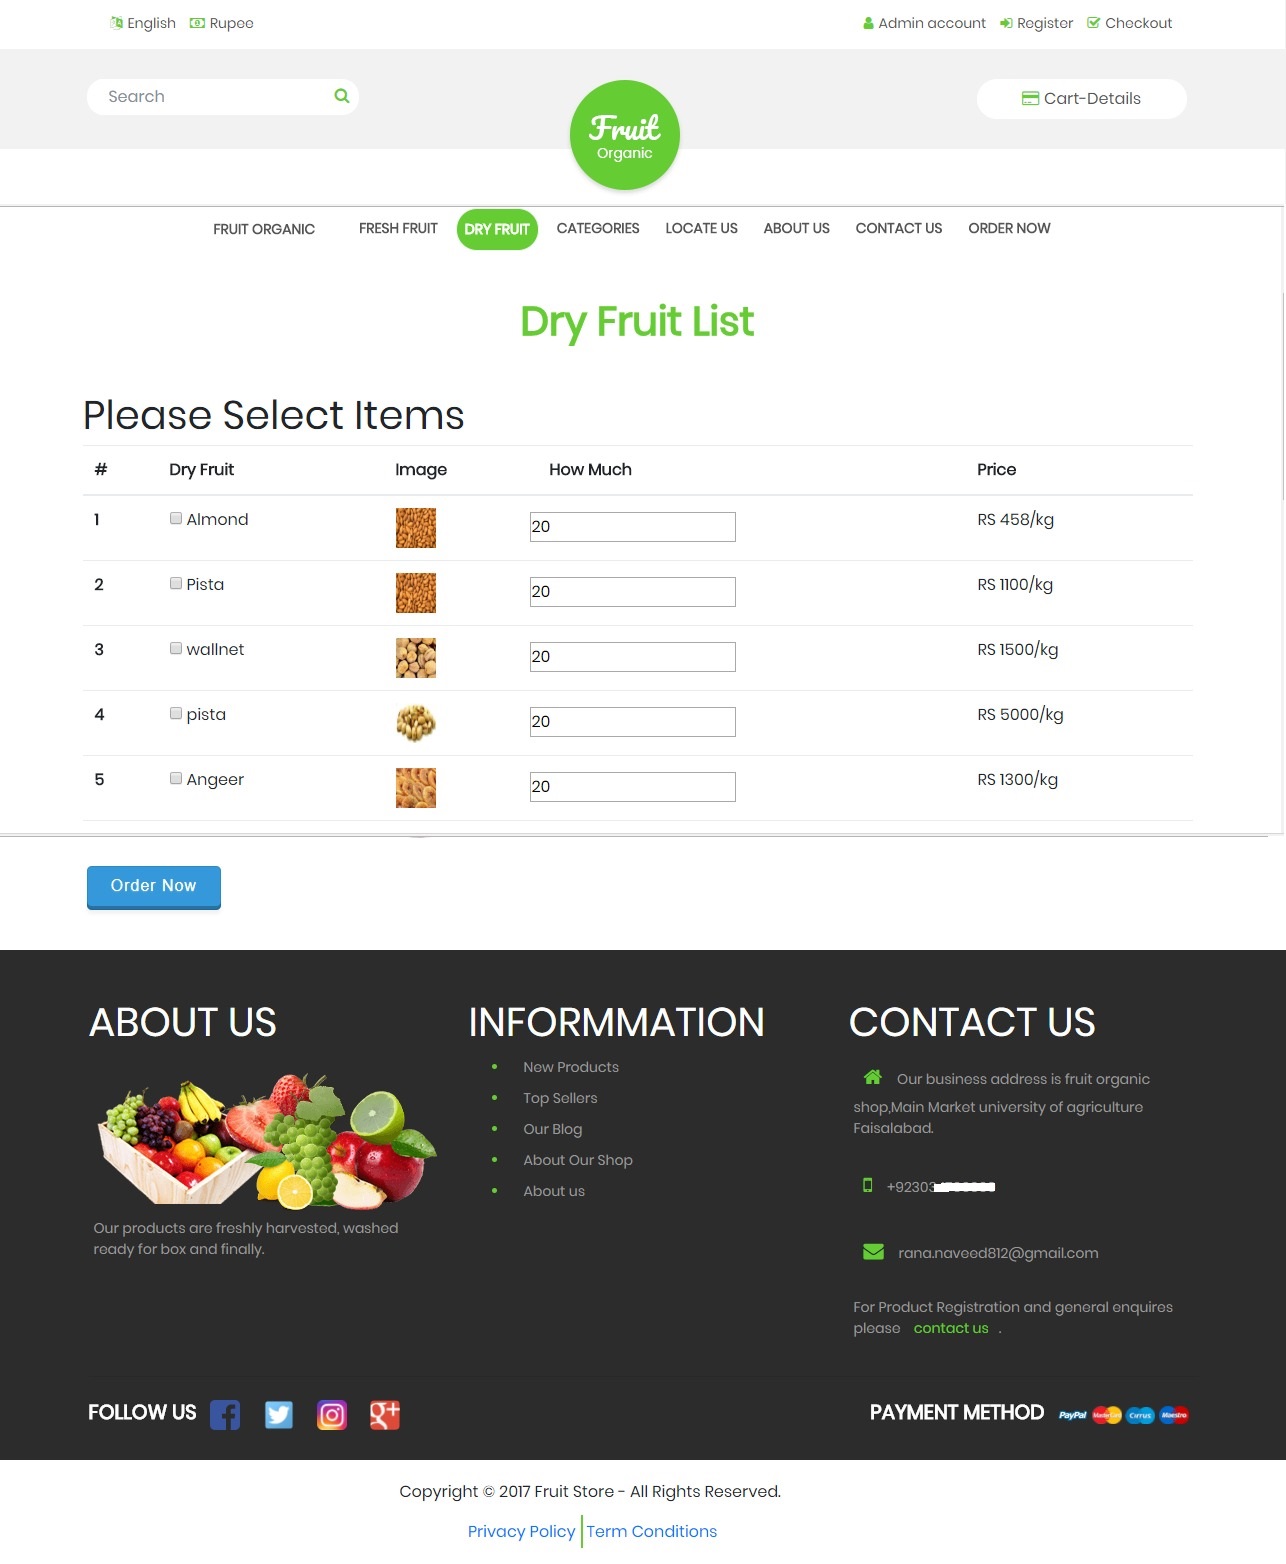 English Rupee Admin account Register Checkout
Search
Cart-Details
Fruit
Organic
FRUIT ORGANIC FRESH FRUIT DRY FRUIT CATEGORIES LOCATE US ABOUT US CONTACT US ORDER NOW
Dry Fruit List
Please Select Items
# Dry Fruit Image How Much Price
1 Almond 20 RS 458/kg
2 Pista 20 RS 1100/kg
3 wallnet 20 RS 1500/kg
4 pista 20 RS 5000/kg
5 Angeer 20 RS 1300/kg
Order Now
ABOUT US
Our products are freshly harvested, washed
ready for box and finally.
INFORMMATION
New Products
Top Sellers
Our Blog
About Our Shop
About us
CONTACT US
Our business address is fruit organic
shop,Main Market university of agriculture
Faisalabad.
+92303
rana.naveed812@gmail.com
For Product Registration and general enquires
please contact us .
FOLLOW US
PAYMENT METHOD PayPal MasterCard Cirrus Maestro
Copyright © 2017 Fruit Store - All Rights Reserved.
Privacy Policy Term Conditions